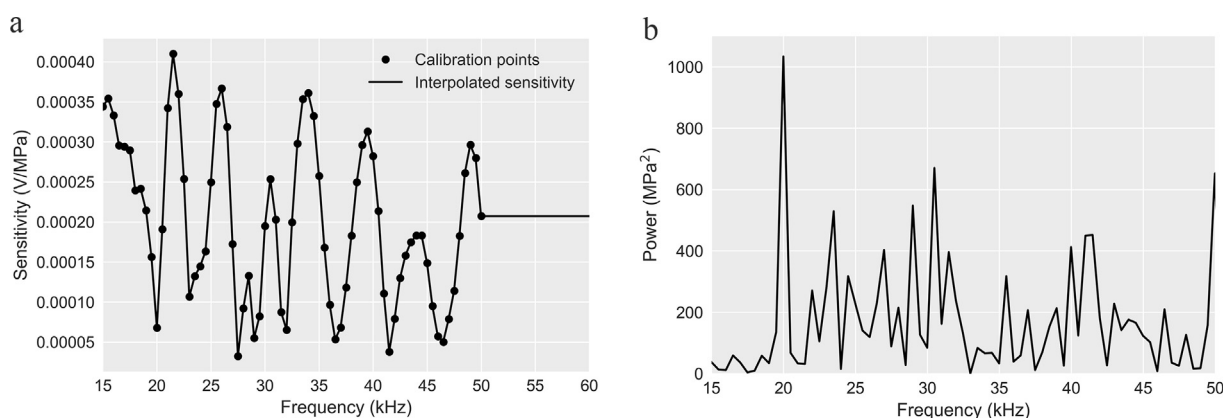 a
0.00040
0.00035
0.00030
0.00025
0.00020
0.00015
0.00010
0.00005
Sensitivity (V/MPa)
Calibration points
Interpolated sensitivity
15 20 25 30 35 40 45 50 55 60
Frequency (kHz)
b
1000
800
600
400
200
0
Power (MPa²)
15 20 25 30 35 40 45 50
Frequency (kHz)